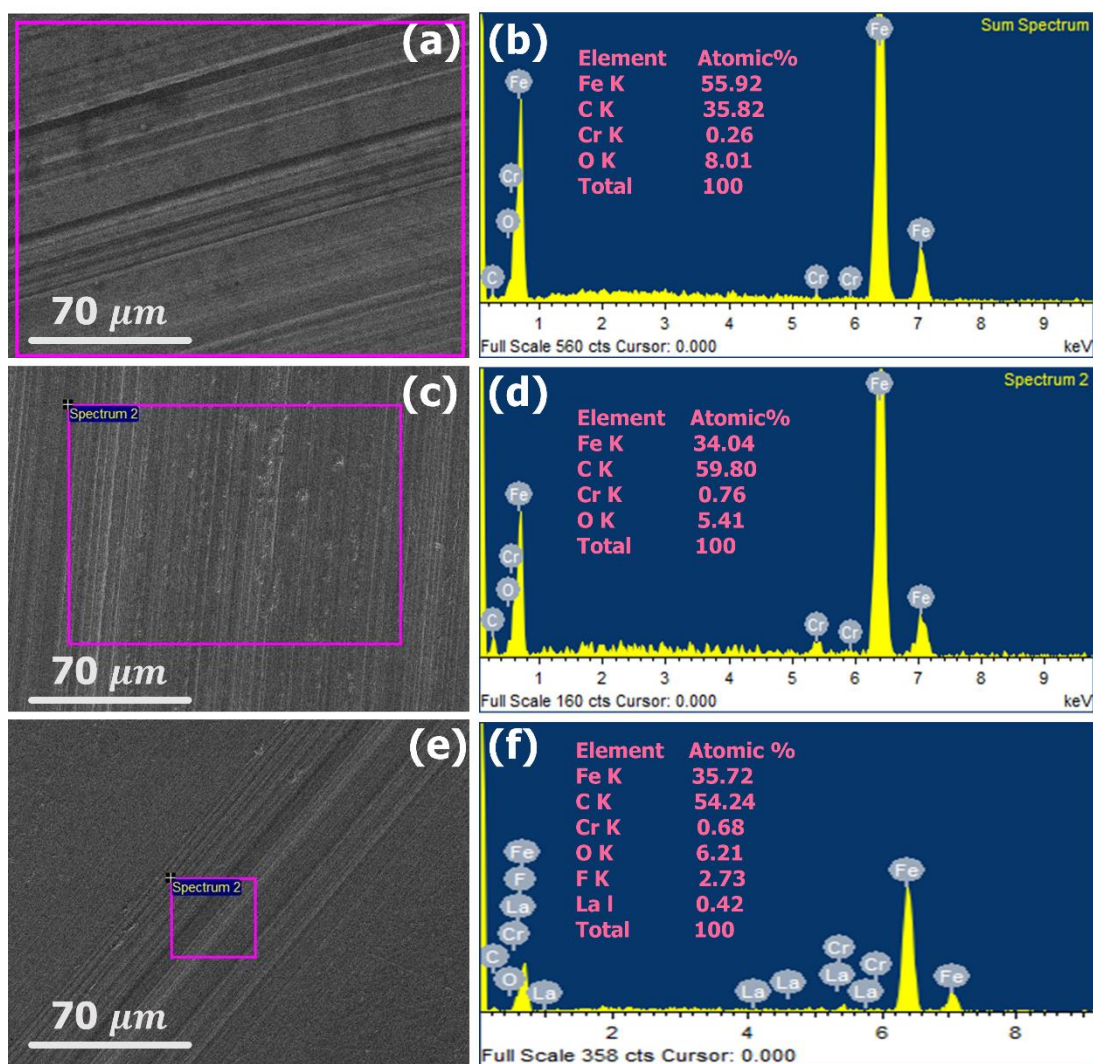 (a)
70 μm
(b)
Sum Spectrum
Element Atomic%
Fe K 55.92
C K 35.82
Cr K 0.26
O K 8.01
Total 100
Fe
Cr
O
C
Cr
Cr
Fe
Fe
1 2 3 4 5 6 7 8 9
Full Scale 560 cts Cursor: 0.000 keV
(c)
Spectrum 2
70 μm
(d)
Spectrum 2
Element Atomic%
Fe K 34.04
C K 59.80
Cr K 0.76
O K 5.41
Total 100
Fe
Cr
O
C
Cr
Cr
Fe
Fe
1 2 3 4 5 6 7 8 9
Full Scale 160 cts Cursor: 0.000 keV
(e)
Spectrum 2
70 μm
(f)
Element Atomic %
Fe K 35.72
C K 54.24
Cr K 0.68
O K 6.21
F K 2.73
La l 0.42
Total 100
Fe
F
La
Cr
C
O
La
La
La
Cr
La
Cr
La
Fe
Fe
2 4 6 8
Full Scale 358 cts Cursor: 0.000